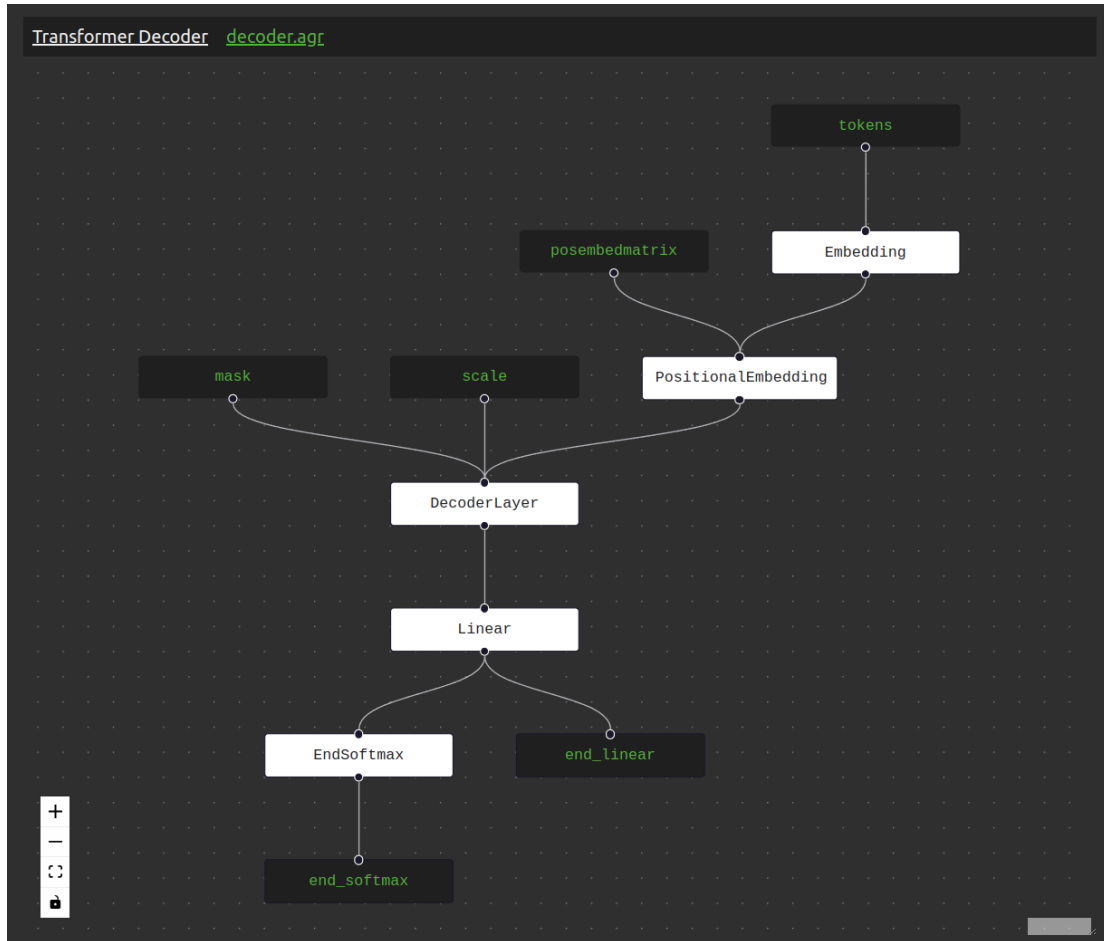 Transformer Decoder decoder.agr
tokens
posembedmatrix Embedding
mask scale PositionalEmbedding
DecoderLayer
Linear
EndSoftmax end_linear
end_softmax